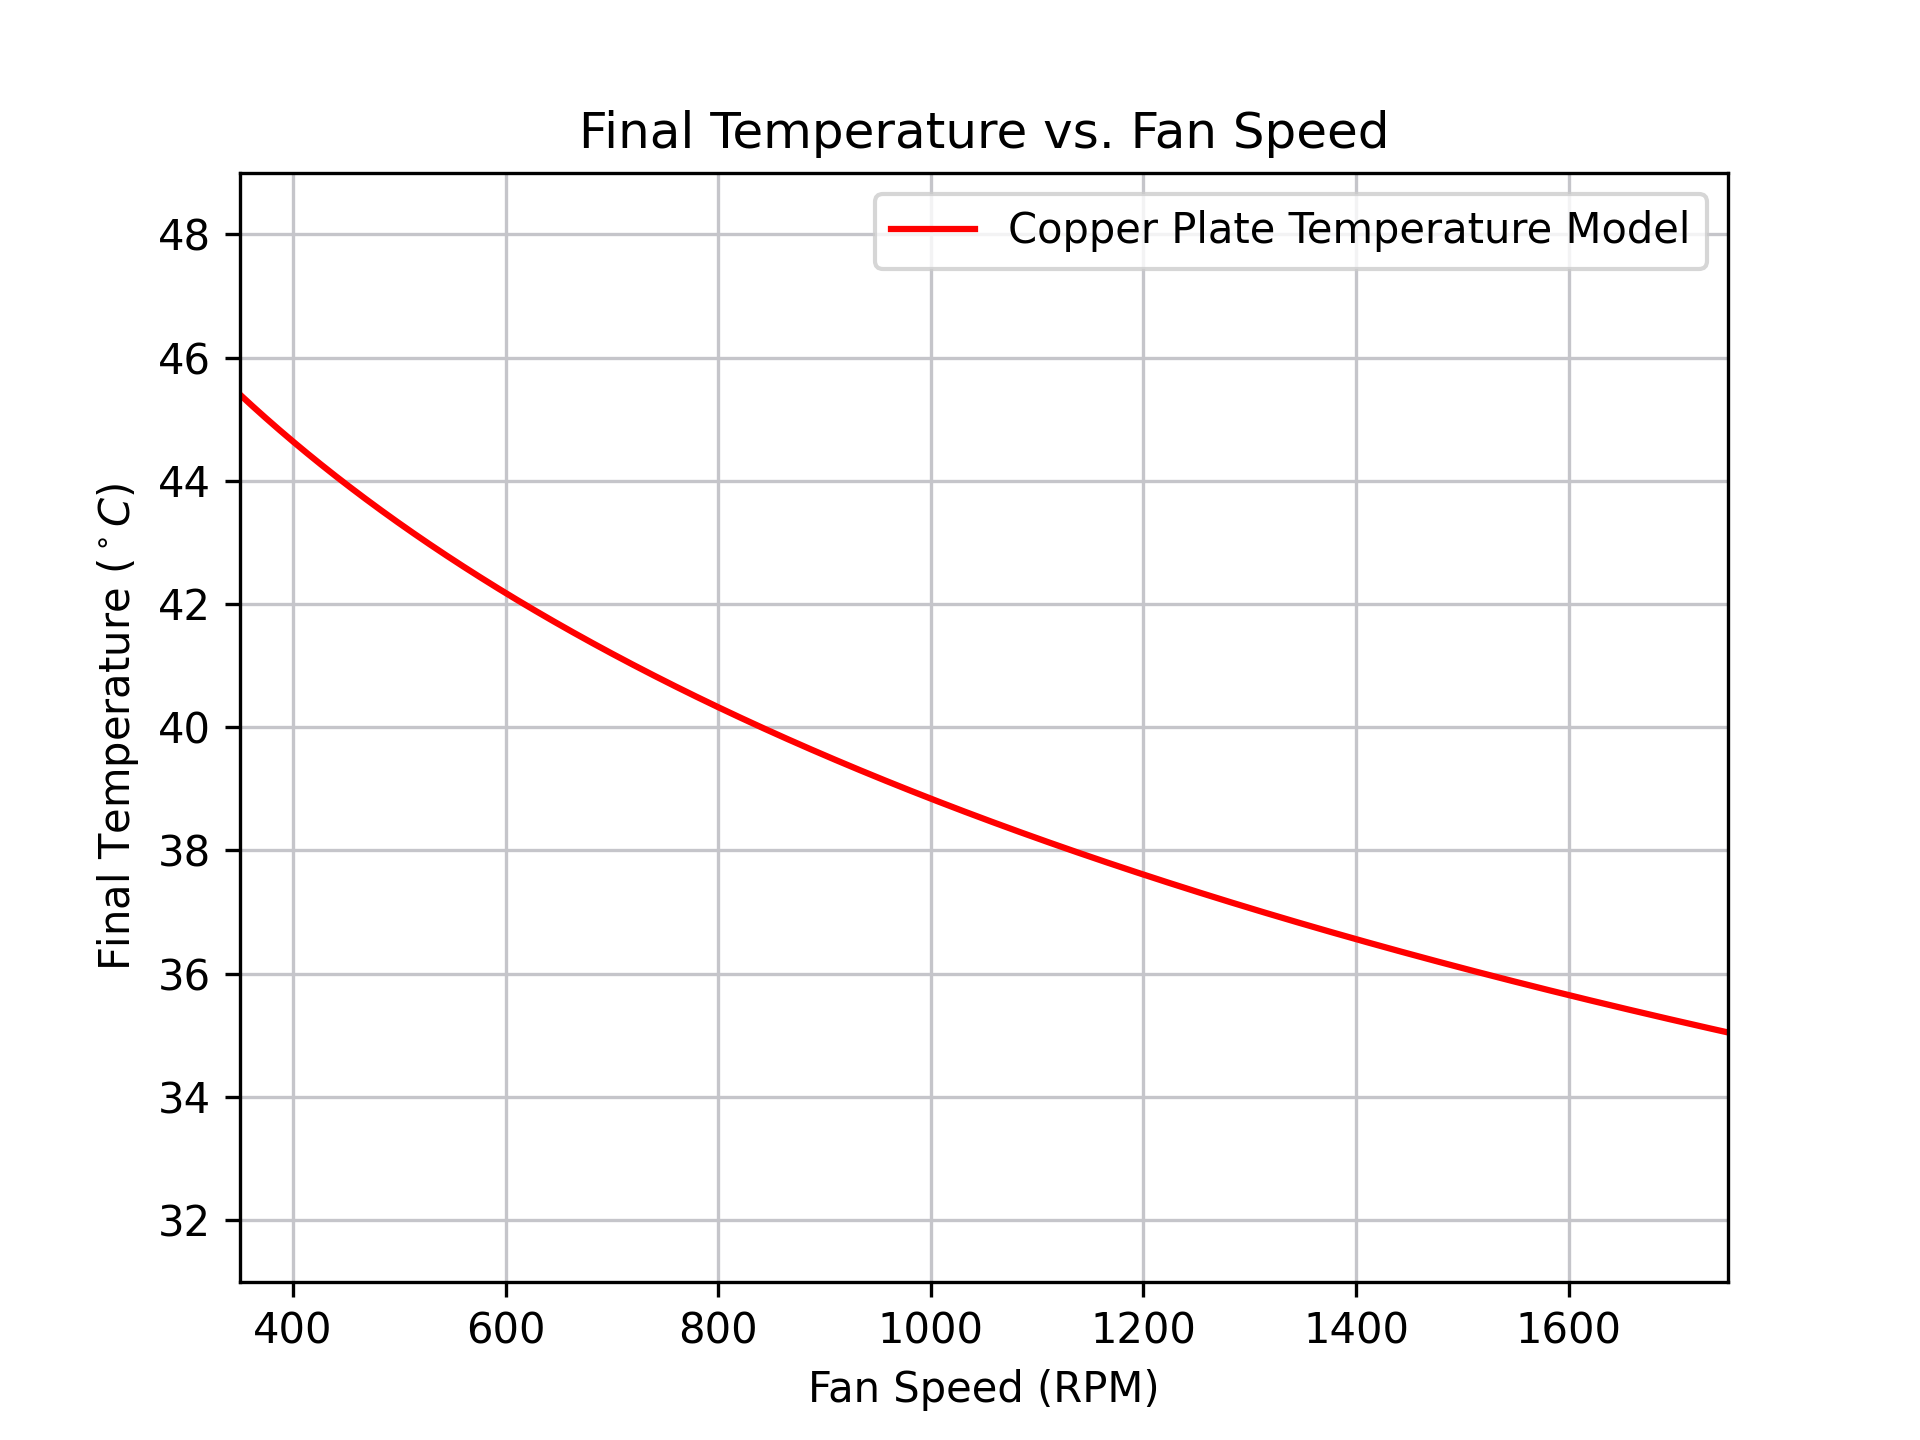 Final Temperature vs. Fan Speed
Copper Plate Temperature Model
48
46
44
42
40
38
36
34
32
Final Temperature (°C)
400 600 800 1000 1200 1400 1600
Fan Speed (RPM)